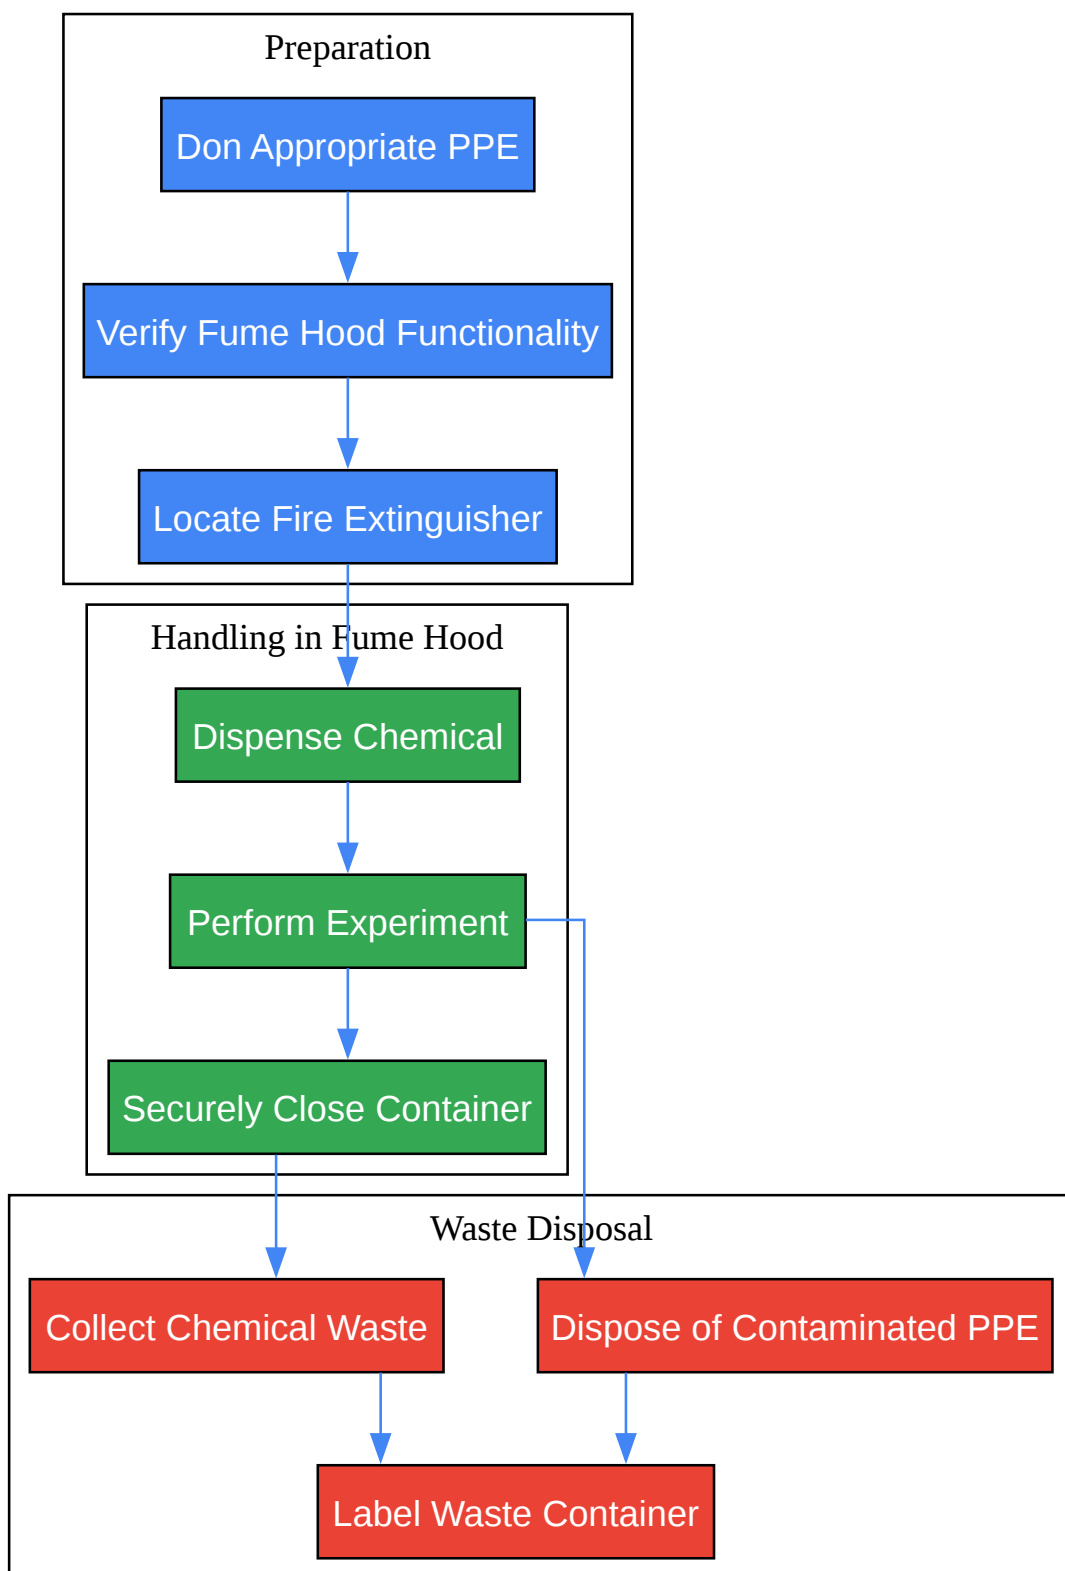 Preparation
Don Appropriate PPE
Verify Fume Hood Functionality
Locate Fire Extinguisher
Handling in Fume Hood
Dispense Chemical
Perform Experiment
Securely Close Container
Waste Disposal
Collect Chemical Waste
Dispose of Contaminated PPE
Label Waste Container